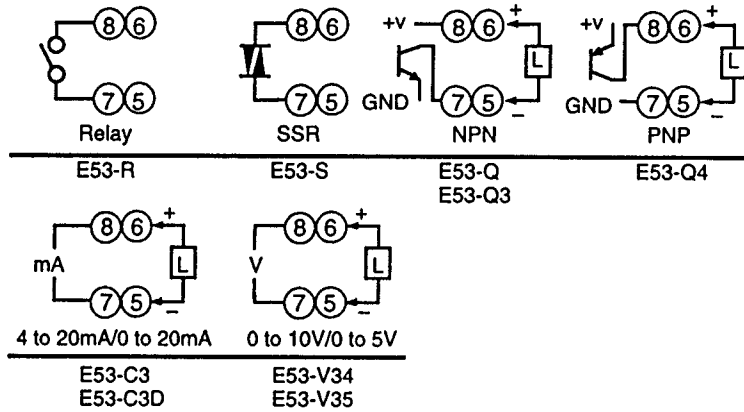 8 6
8 6
+v 8 6 +
+v 8 6 +
L
L
7 5
7 5
GND 7 5 −
GND 7 5 −
Relay
SSR
NPN
PNP
E53-R
E53-S
E53-Q
E53-Q4
E53-Q3
8 6 +
8 6 +
mA L
V L
7 5 −
7 5 −
4 to 20mA/0 to 20mA
0 to 10V/0 to 5V
E53-C3
E53-V34
E53-C3D
E53-V35